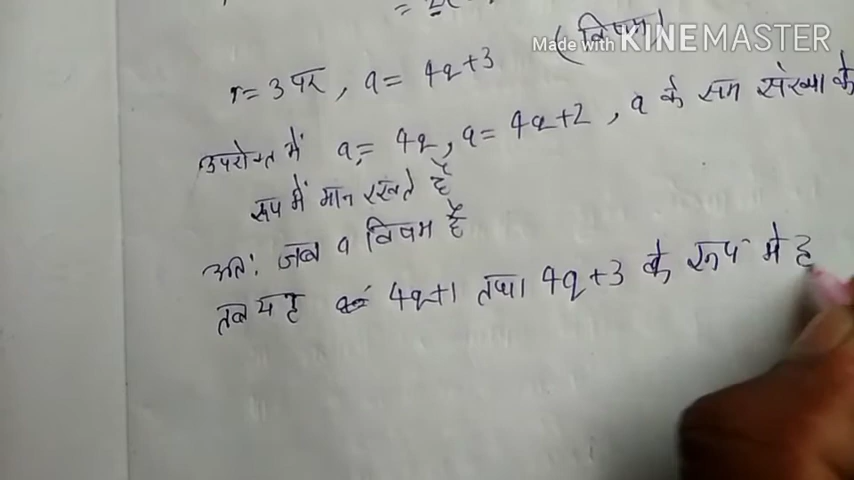 =
Made with KINEMASTER
r = 3 पर, a = 4q+3 (विषम)
उपरोक्त में a = 4q, a = 4q+2, a के सम संख्या के
रूप में मान रखते हैं
अतः जब a विषम है
तब यह 4q+1 तथा 4q+3 के रूप में ह